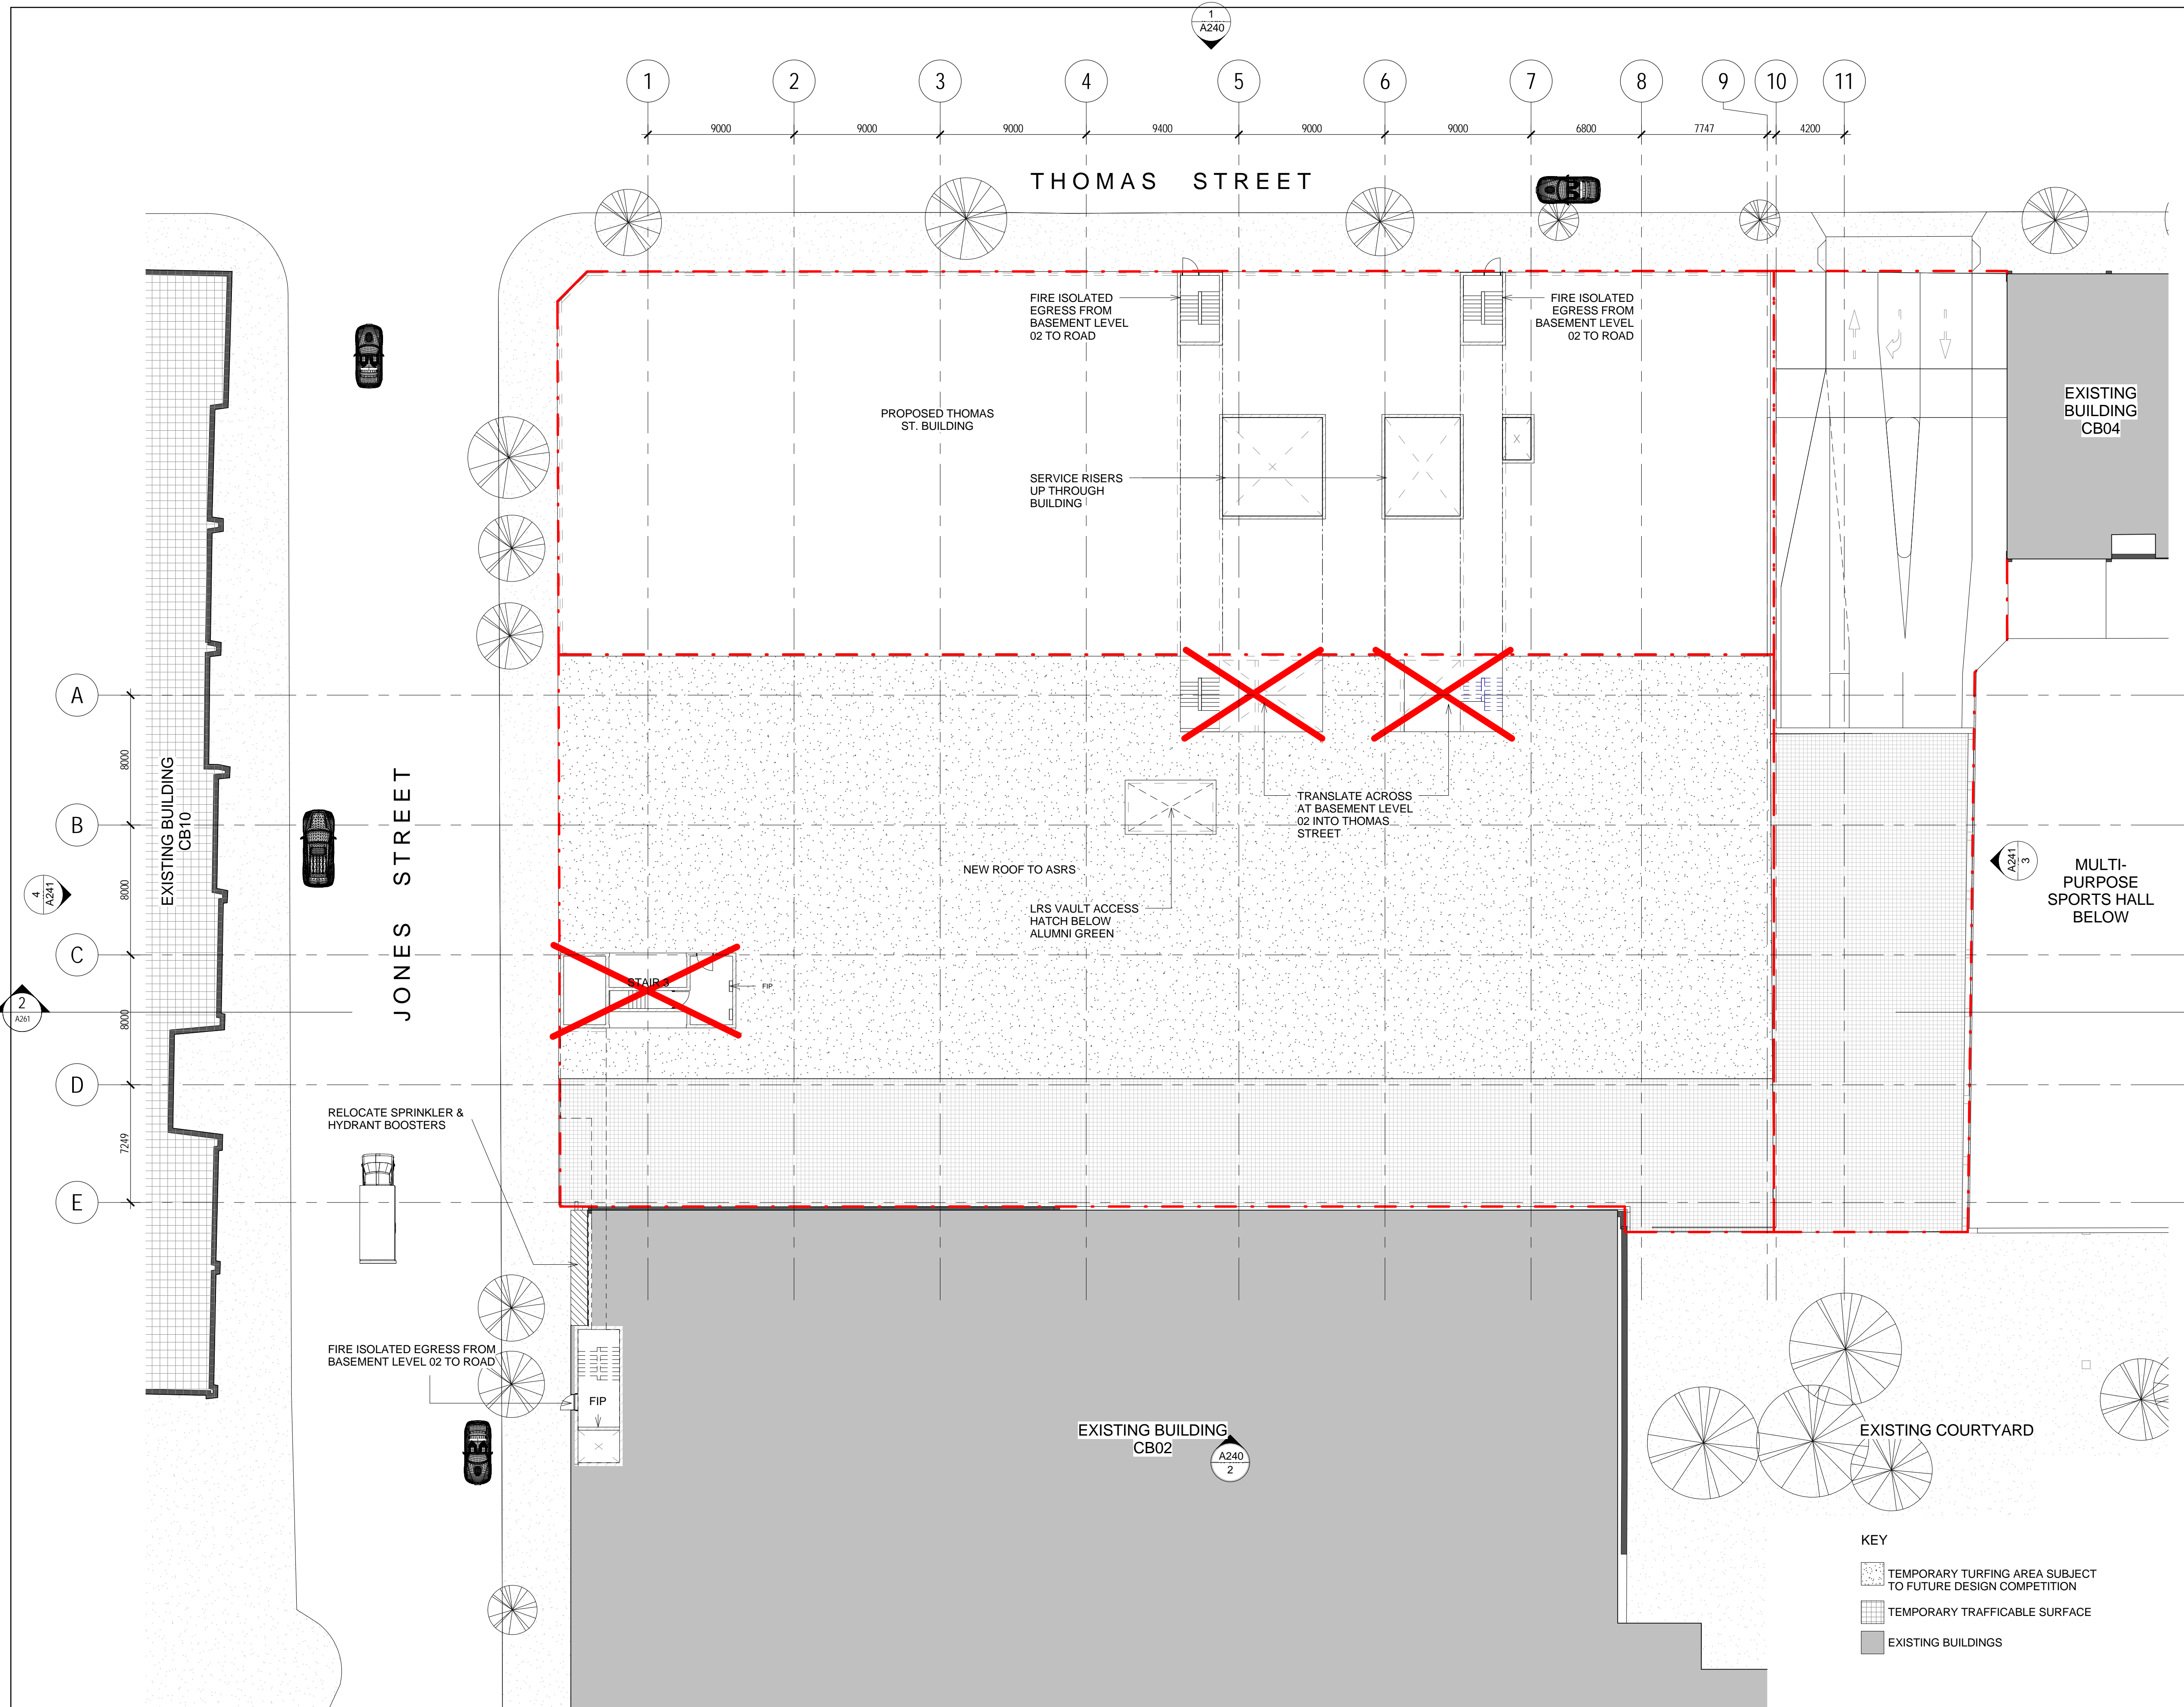 1
A240
1
2
3
4
5
6
7
8
9
10
11
9000
9000
9000
9400
9000
9000
6800
7747
4200
THOMAS STREET
FIRE ISOLATED
EGRESS FROM
BASEMENT LEVEL
02 TO ROAD
FIRE ISOLATED
EGRESS FROM
BASEMENT LEVEL
02 TO ROAD
PROPOSED THOMAS
ST. BUILDING
EXISTING
BUILDING
CB04
SERVICE RISERS
UP THROUGH
BUILDING
A
8000
B
8000
C
8000
D
7249
E
EXISTING BUILDING
CB10
JONES STREET
4
A241
2
A261
TRANSLATE ACROSS
AT BASEMENT LEVEL
02 INTO THOMAS
STREET
NEW ROOF TO ASRS
LRS VAULT ACCESS
HATCH BELOW
ALUMNI GREEN
A241
3
MULTI-
PURPOSE
SPORTS HALL
BELOW
STAIR 3
FIP
RELOCATE SPRINKLER &
HYDRANT BOOSTERS
FIRE ISOLATED EGRESS FROM
BASEMENT LEVEL 02 TO ROAD
FIP
EXISTING BUILDING
CB02
A240
2
EXISTING COURTYARD
KEY
TEMPORARY TURFING AREA SUBJECT
TO FUTURE DESIGN COMPETITION
TEMPORARY TRAFFICABLE SURFACE
EXISTING BUILDINGS